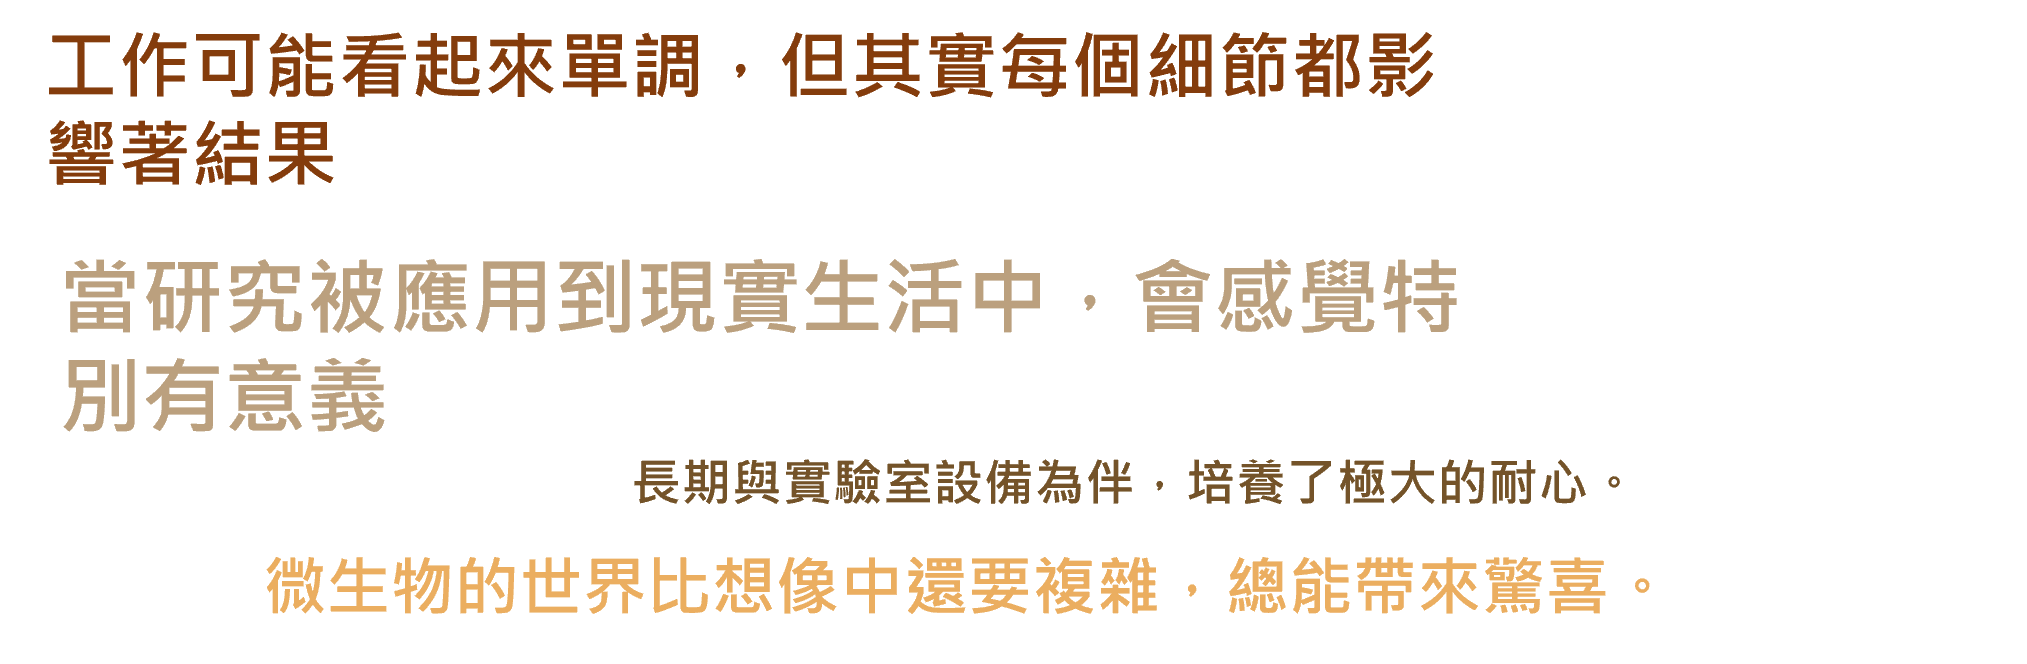 工作可能看起來單調，但其實每個細節都影
響著結果
當研究被應用到現實生活中，會感覺特
別有意義
長期與實驗室設備為伴，培養了極大的耐心。
微生物的世界比想像中還要複雜，總能帶來驚喜。